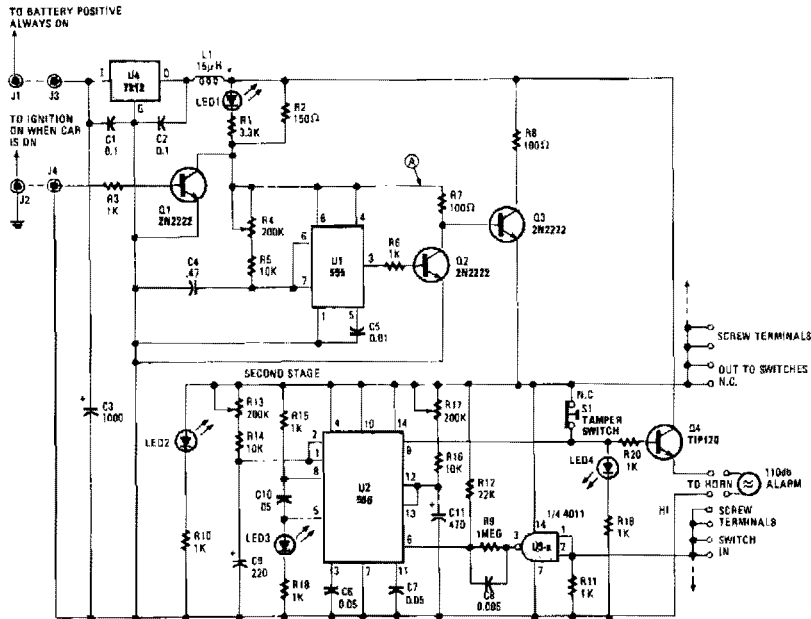 TO BATTERY POSITIVE
ALWAYS ON
J1
J3
I
U4
7812
O
G
L1
15µH
+
LED1
R1
3.3K
R2
150Ω
C1
0.1
C2
0.1
TO IGNITION
ON WHEN CAR
IS ON
J2
J4
R3
1K
Q1
2N2222
R4
200K
R5
10K
C4
.47
8
4
6
7
U1
555
3
1
5
C5
0.01
A
R6
1K
R7
100Ω
Q2
2N2222
R8
100Ω
Q3
2N2222
SCREW TERMINALS
OUT TO SWITCHES
N.C.
SECOND STAGE
+
C3
1000
LED2
R10
1K
R13
200K
R14
10K
+
C9
220
R15
1K
C10
.05
LED3
R18
1K
4
10
14
2
1
8
5
U2
556
9
12
13
6
3
7
11
C6
0.05
C7
0.05
R17
200K
R16
10K
+
C11
470
R12
22K
R9
1MEG
C8
0.005
3
14
1/4 4011
U3-a
1
2
7
R11
1K
N.C
S1
TAMPER
SWITCH
LED4
R18
1K
R20
1K
Q4
TIP120
TO HORN
110db
ALARM
HI
SCREW
TERMINALS
SWITCH
IN